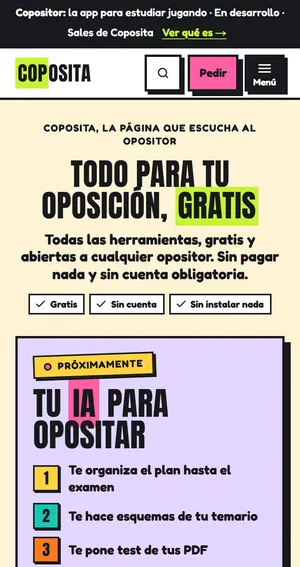 Coposita: la app para estudiar jugando · En desarrollo ·
Sales de Coposita Ver qué es →
COPOSITA
Pedir
Menú
COPOSITA, LA PÁGINA QUE ESCUCHA AL
OPOSITOR
TODO PARA TU
OPOSICIÓN, GRATIS
Todas las herramientas, gratis y
abiertas a cualquier opositor. Sin pagar
nada y sin cuenta obligatoria.
Gratis
Sin cuenta
Sin instalar nada
PRÓXIMAMENTE
TU IA PARA
OPOSITAR
1 Te organiza el plan hasta el
examen
2 Te hace esquemas de tu temario
3 Te pone test de tus PDF